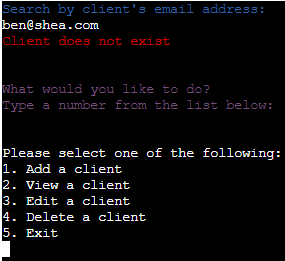 Search by client's email address:
ben@shea.com
Client does not exist
What would you like to do?
Type a number from the list below:
Please select one of the following:
1. Add a client
2. View a client
3. Edit a client
4. Delete a client
5. Exit